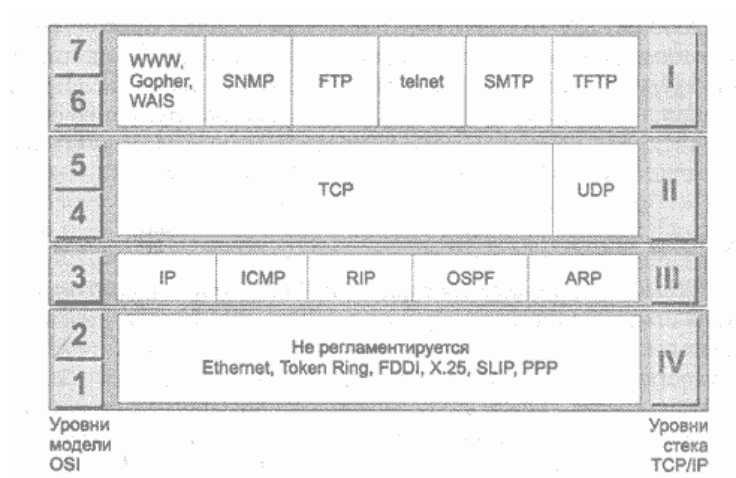 7
6
WWW,
Gopher,
WAIS
SNMP
FTP
telnet
SMTP
TFTP
I
5
4
TCP
UDP
II
3
IP
ICMP
RIP
OSPF
ARP
III
2
1
Не регламентируется
Ethernet, Token Ring, FDDI, X.25, SLIP, PPP
IV
Уровни
модели
OSI
Уровни
стека
TCP/IP